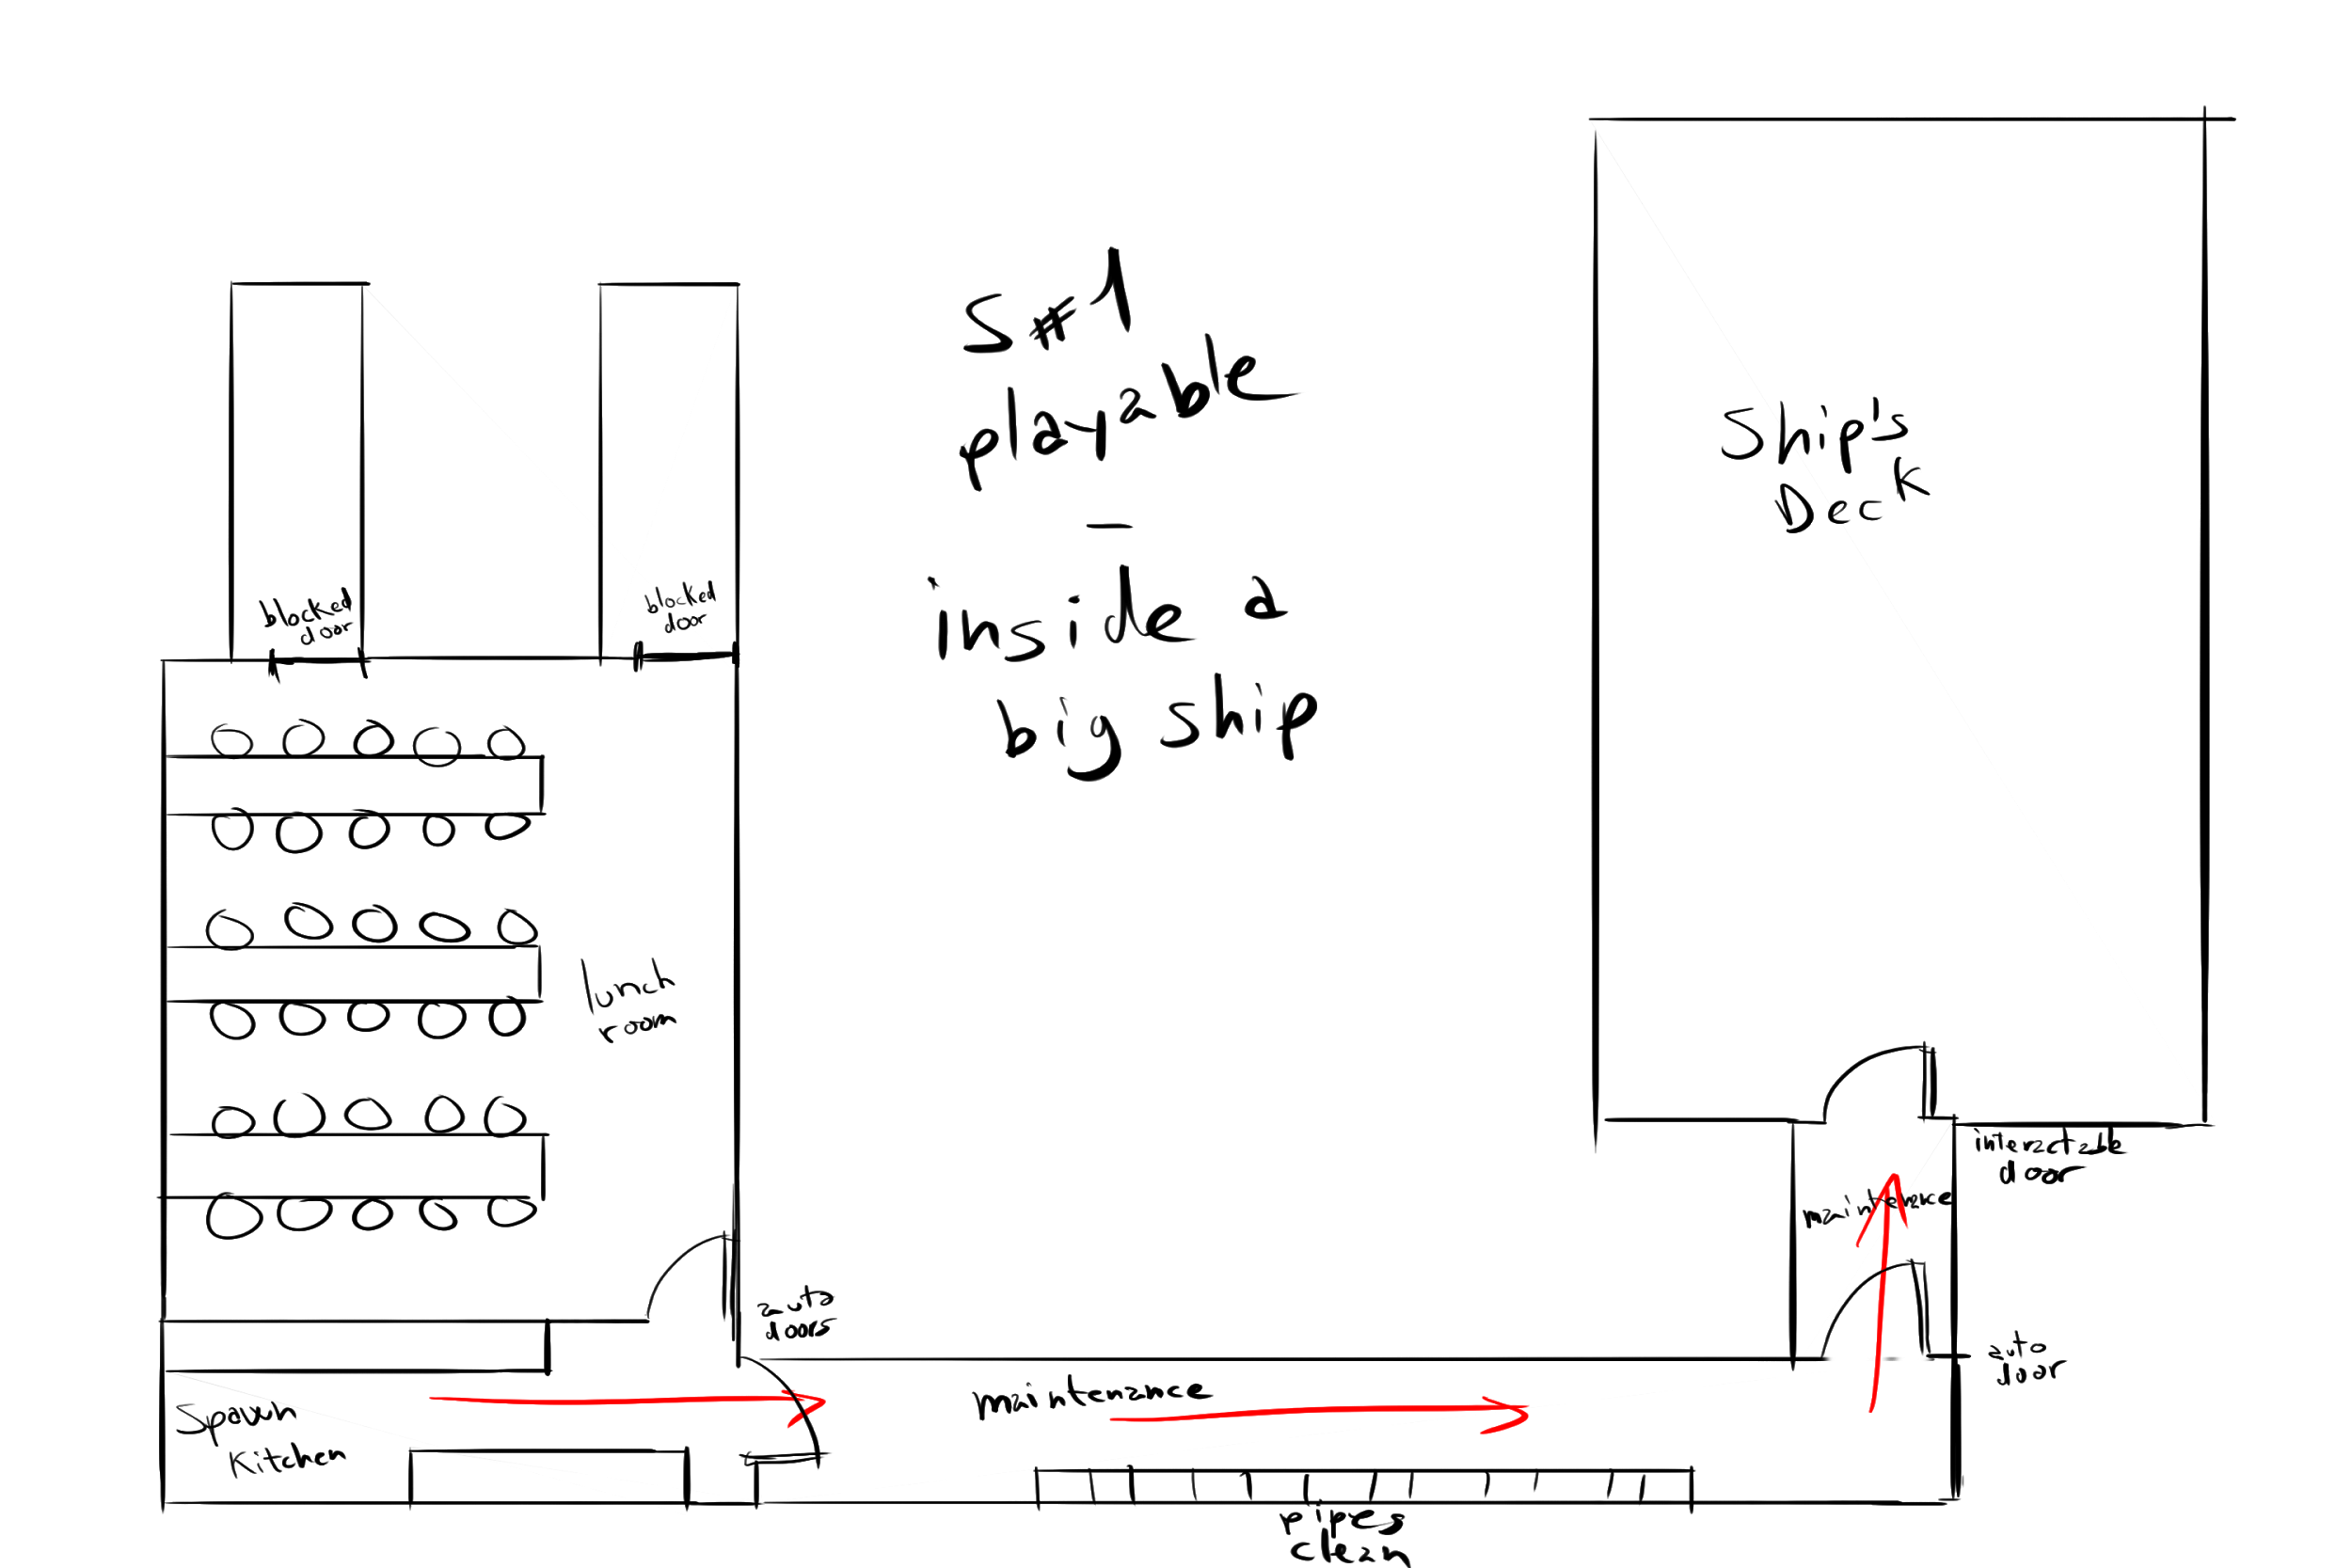 S#1
playable
-
inside a
big ship
Ship's
Deck
blocked
door
blocked
door
lunch
room
auto
doors
Spawn
Kitchen
maintenance
pipes
clean
maintenance
interactable
door
auto
door